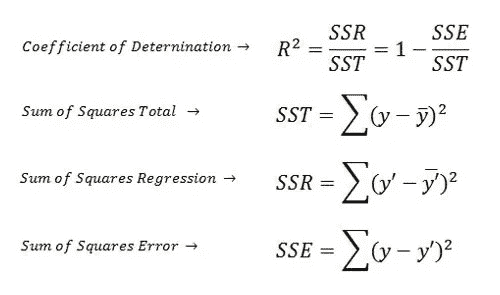 Coefficient of Deternination → R² = SSR/SST = 1 − SSE/SST
Sum of Squares Total → SST = ∑(y − ȳ)²
Sum of Squares Regression → SSR = ∑(y′ − y̅′)²
Sum of Squares Error → SSE = ∑(y − y′)²